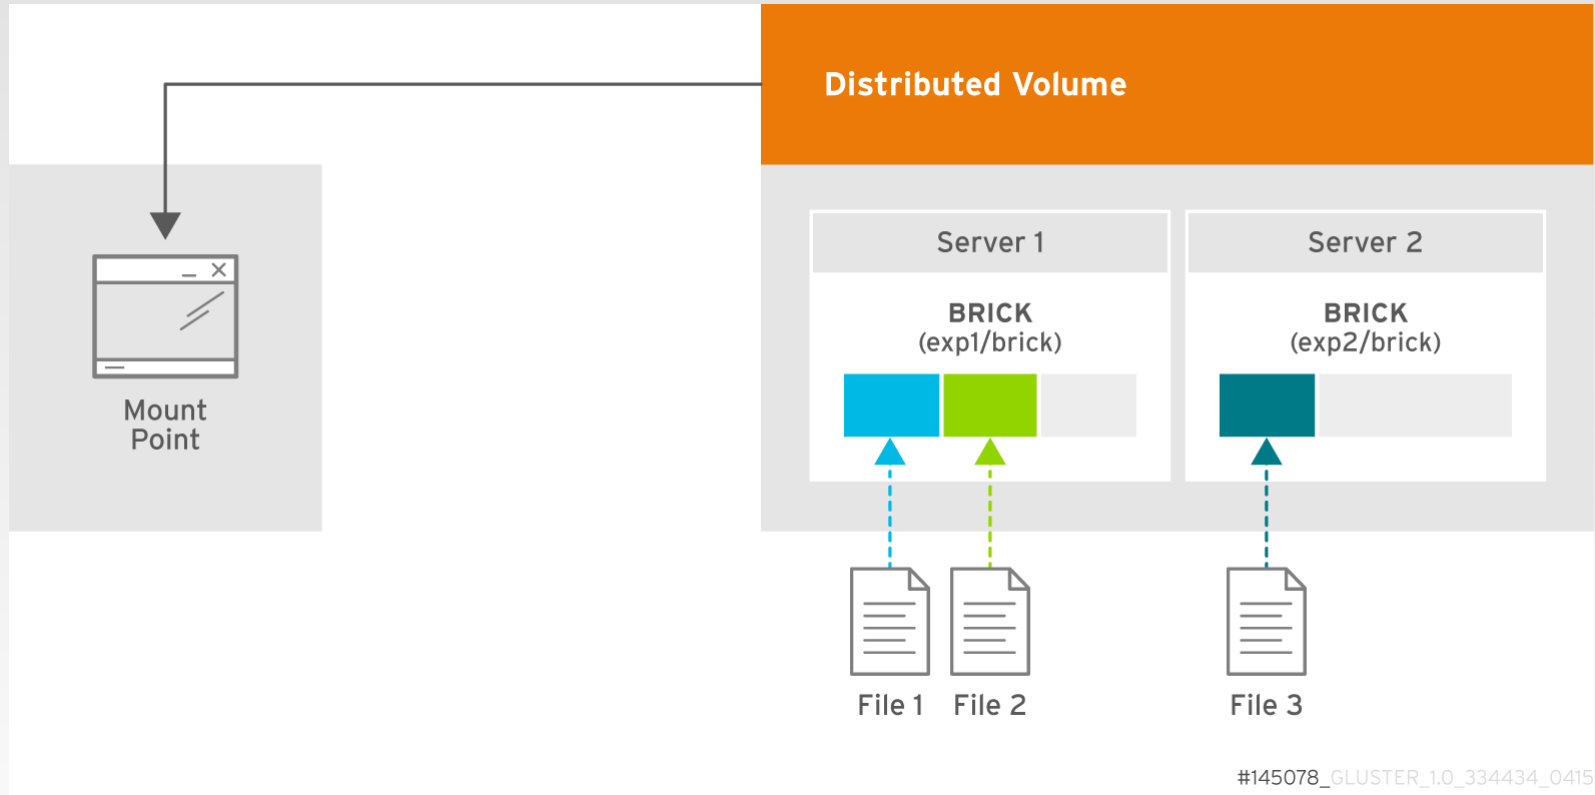 Distributed Volume
Server 1
Server 2
BRICK
(exp1/brick)
BRICK
(exp2/brick)
Mount
Point
File 1
File 2
File 3
#145078_GLUSTER_1.0_334434_0415